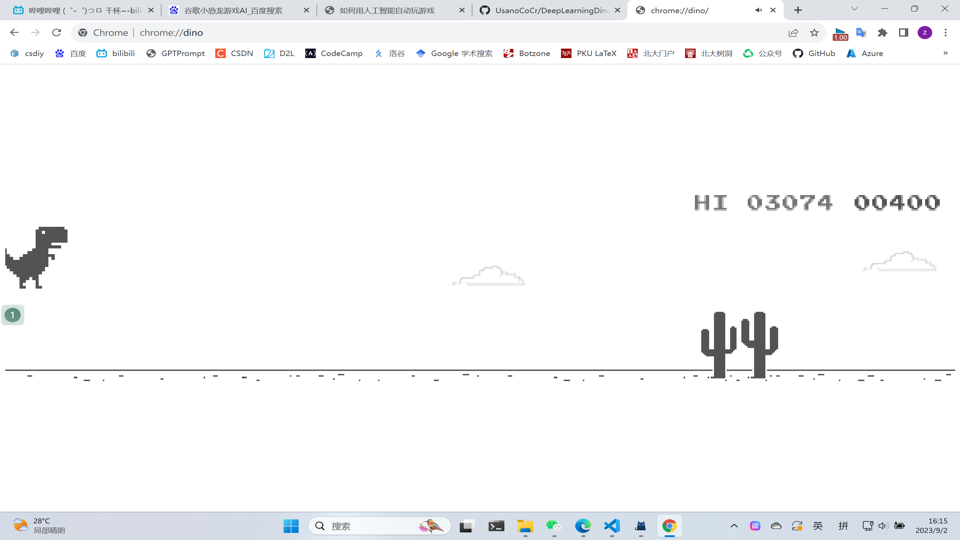 哔哩哔哩 (゜-゜)つロ 干杯~-bili
谷歌小恐龙游戏AI_百度搜索
如何用人工智能自动玩游戏
UsanoCoCr/DeepLearningDin
chrome://dino/
Chrome | chrome://dino
1.00
z
csdiy 百度 bilibili GPTPrompt CSDN D2L CodeCamp 洛谷 Google 学术搜索 Botzone PKU LaTeX 北大门户 北大树洞 公众号 GitHub Azure »
HI 03074 00400
1
28°C
局部晴朗
搜索
英 拼
16:15
2023/9/2